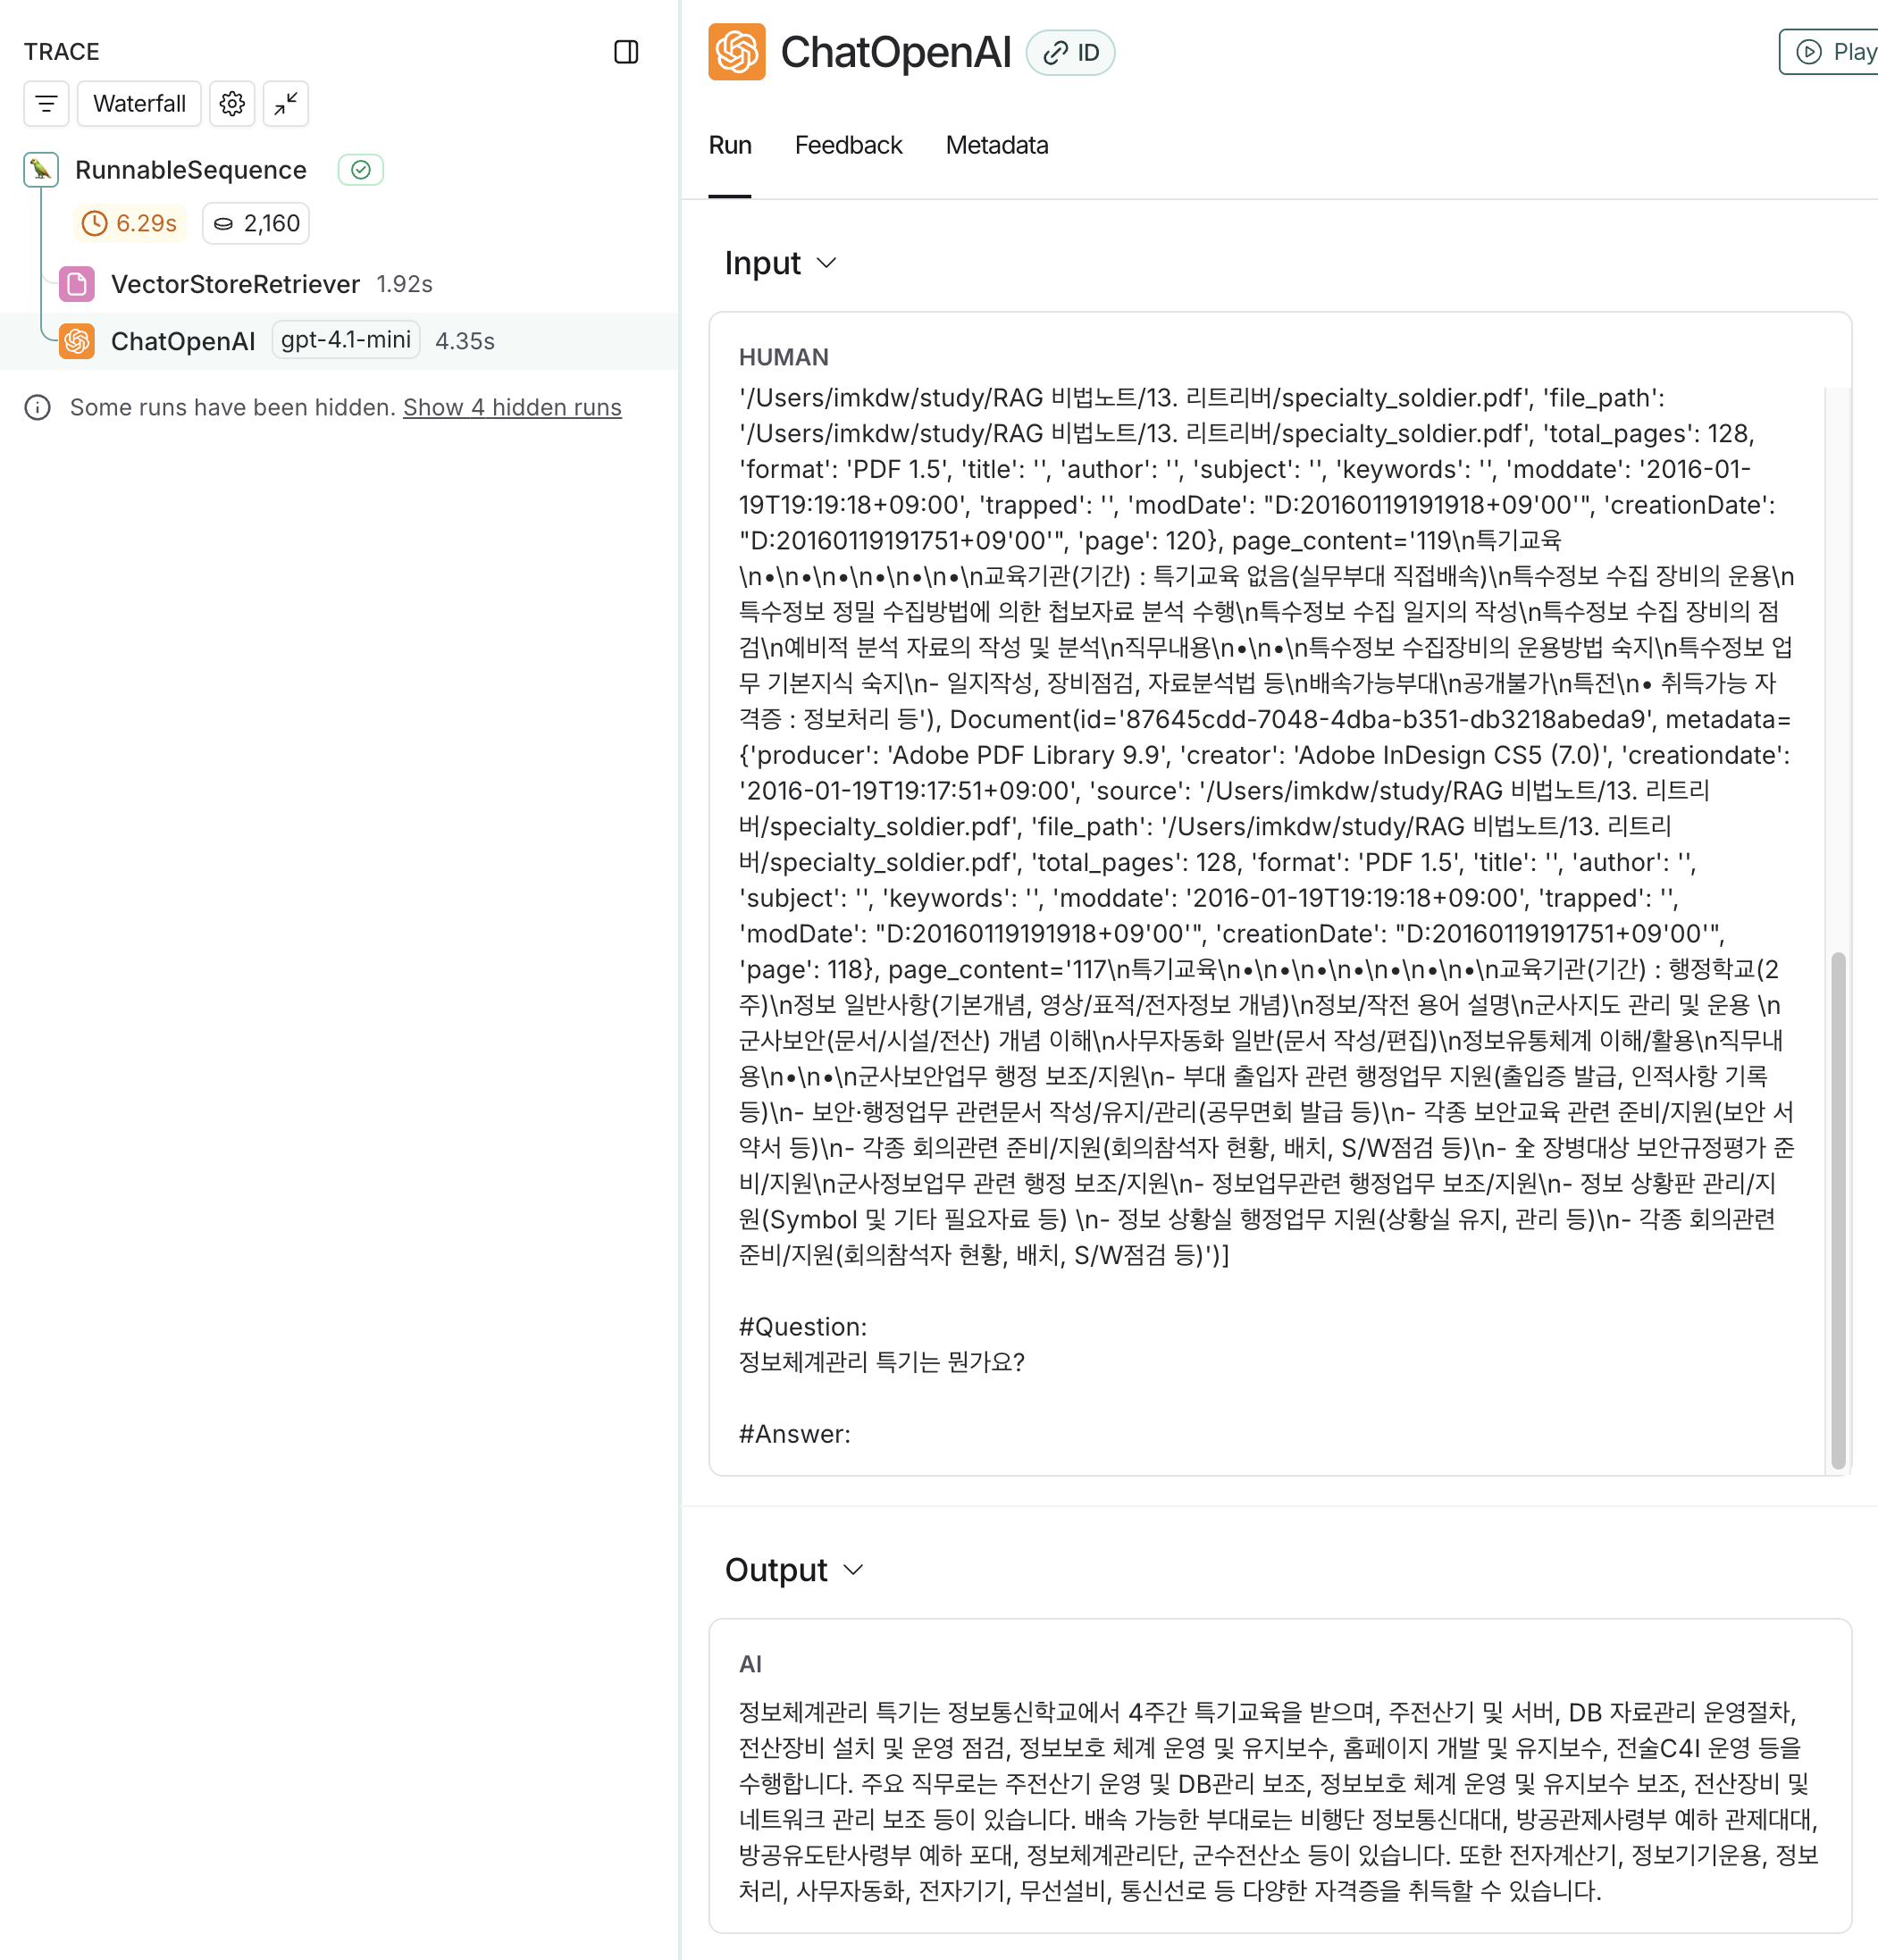 TRACE
Waterfall
RunnableSequence
6.29s
2,160
VectorStoreRetriever 1.92s
ChatOpenAI gpt-4.1-mini 4.35s
Some runs have been hidden. Show 4 hidden runs
ChatOpenAI ID
Play
Run Feedback Metadata
Input
HUMAN
'/Users/imkdw/study/RAG 비법노트/13. 리트리버/specialty_soldier.pdf', 'file_path':
'/Users/imkdw/study/RAG 비법노트/13. 리트리버/specialty_soldier.pdf', 'total_pages': 128,
'format': 'PDF 1.5', 'title': '', 'author': '', 'subject': '', 'keywords': '', 'moddate': '2016-01-
19T19:19:18+09:00', 'trapped': '', 'modDate': "D:20160119191918+09'00'", 'creationDate':
"D:20160119191751+09'00'", 'page': 120}, page_content='119\n특기교육
\n•\n•\n•\n•\n•\n•\n교육기관(기간) : 특기교육 없음(실무부대 직접배속)\n특수정보 수집 장비의 운용\n
특수정보 정밀 수집방법에 의한 첩보자료 분석 수행\n특수정보 수집 일지의 작성\n특수정보 수집 장비의 점
검\n예비적 분석 자료의 작성 및 분석\n직무내용\n•\n•\n특수정보 수집장비의 운용방법 숙지\n특수정보 업
무 기본지식 숙지\n- 일지작성, 장비점검, 자료분석법 등\n배속가능부대\n공개불가\n특전\n• 취득가능 자
격증 : 정보처리 등'), Document(id='87645cdd-7048-4dba-b351-db3218abeda9', metadata=
{'producer': 'Adobe PDF Library 9.9', 'creator': 'Adobe InDesign CS5 (7.0)', 'creationdate':
'2016-01-19T19:17:51+09:00', 'source': '/Users/imkdw/study/RAG 비법노트/13. 리트리
버/specialty_soldier.pdf', 'file_path': '/Users/imkdw/study/RAG 비법노트/13. 리트리
버/specialty_soldier.pdf', 'total_pages': 128, 'format': 'PDF 1.5', 'title': '', 'author': '',
'subject': '', 'keywords': '', 'moddate': '2016-01-19T19:19:18+09:00', 'trapped': '',
'modDate': "D:20160119191918+09'00'", 'creationDate': "D:20160119191751+09'00'",
'page': 118}, page_content='117\n특기교육\n•\n•\n•\n•\n•\n•\n•\n교육기관(기간) : 행정학교(2
주)\n정보 일반사항(기본개념, 영상/표적/전자정보 개념)\n정보/작전 용어 설명\n군사지도 관리 및 운용 \n
군사보안(문서/시설/전산) 개념 이해\n사무자동화 일반(문서 작성/편집)\n정보유통체계 이해/활용\n직무내
용\n•\n•\n군사보안업무 행정 보조/지원\n- 부대 출입자 관련 행정업무 지원(출입증 발급, 인적사항 기록
등)\n- 보안·행정업무 관련문서 작성/유지/관리(공무면회 발급 등)\n- 각종 보안교육 관련 준비/지원(보안 서
약서 등)\n- 각종 회의관련 준비/지원(회의참석자 현황, 배치, S/W점검 등)\n- 全 장병대상 보안규정평가 준
비/지원\n군사정보업무 관련 행정 보조/지원\n- 정보업무관련 행정업무 보조/지원\n- 정보 상황판 관리/지
원(Symbol 및 기타 필요자료 등) \n- 정보 상황실 행정업무 지원(상황실 유지, 관리 등)\n- 각종 회의관련
준비/지원(회의참석자 현황, 배치, S/W점검 등)')]
#Question:
정보체계관리 특기는 뭔가요?
#Answer:
Output
AI
정보체계관리 특기는 정보통신학교에서 4주간 특기교육을 받으며, 주전산기 및 서버, DB 자료관리 운영절차,
전산장비 설치 및 운영 점검, 정보보호 체계 운영 및 유지보수, 홈페이지 개발 및 유지보수, 전술C4I 운영 등을
수행합니다. 주요 직무로는 주전산기 운영 및 DB관리 보조, 정보보호 체계 운영 및 유지보수 보조, 전산장비 및
네트워크 관리 보조 등이 있습니다. 배속 가능한 부대로는 비행단 정보통신대대, 방공관제사령부 예하 관제대대,
방공유도탄사령부 예하 포대, 정보체계관리단, 군수전산소 등이 있습니다. 또한 전자계산기, 정보기기운용, 정보
처리, 사무자동화, 전자기기, 무선설비, 통신선로 등 다양한 자격증을 취득할 수 있습니다.